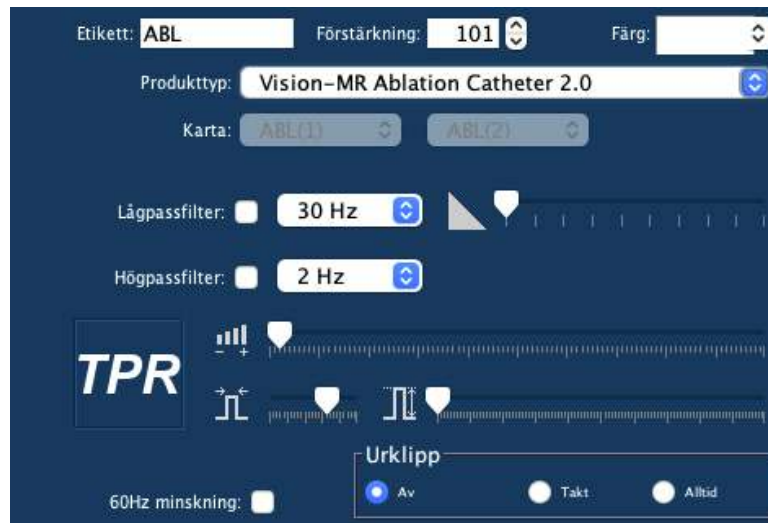 Etikett: ABL Förstärkning: 101 Färg:
Produkttyp: Vision-MR Ablation Catheter 2.0
Karta: ABL(1) ABL(2)
Lågpassfilter: 30 Hz
Högpassfilter: 2 Hz
TPR
- +
Urklipp
60Hz minskning: Av Takt Alltid